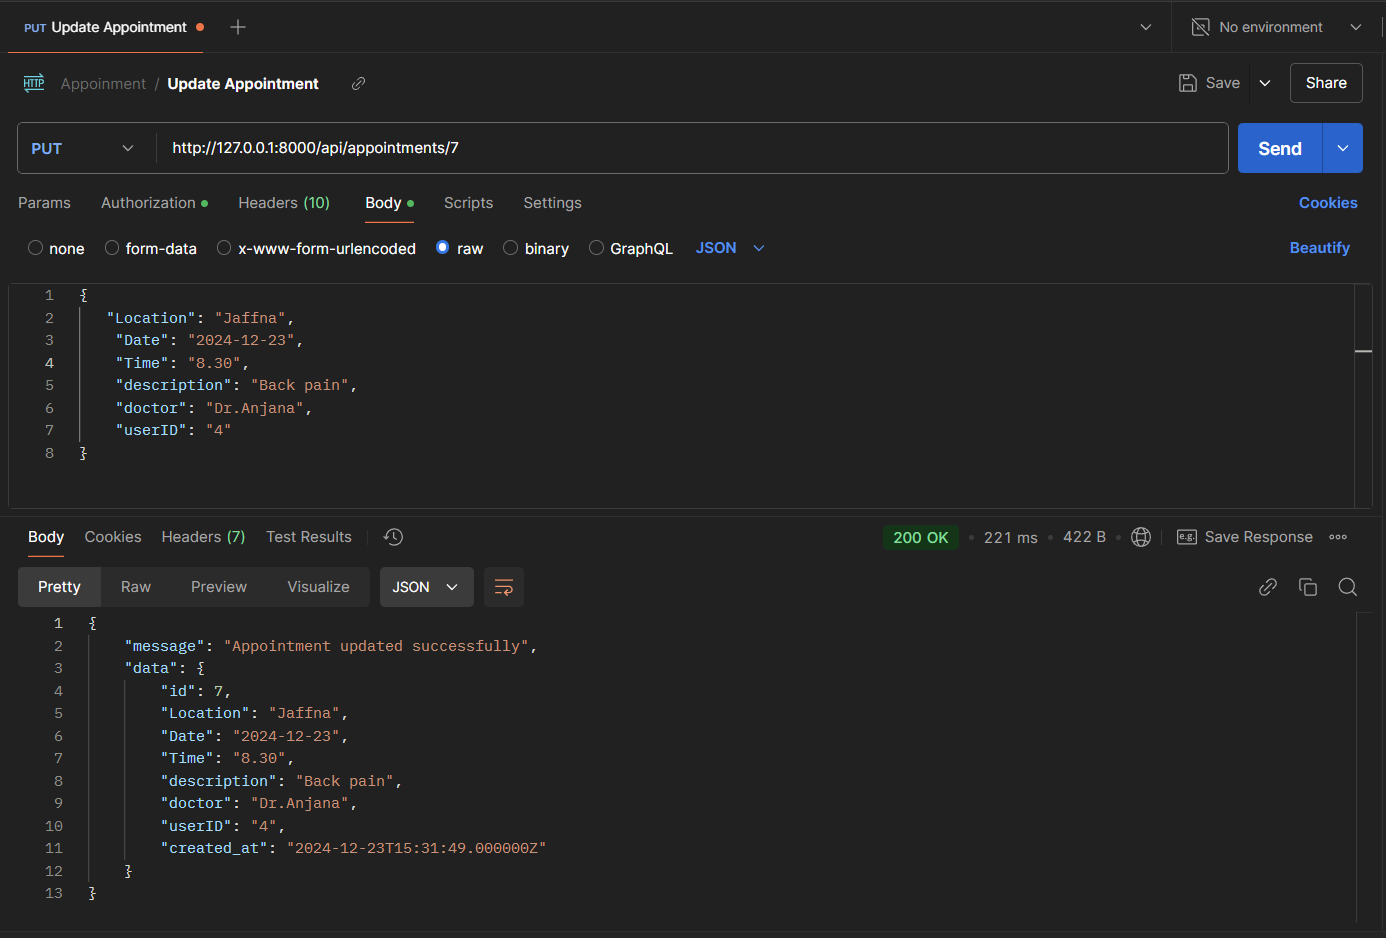 PUT Update Appointment
No environment
HTTP Appoinment / Update Appointment
Save Share
PUT http://127.0.0.1:8000/api/appointments/7 Send
Params Authorization Headers (10) Body Scripts Settings Cookies
none form-data x-www-form-urlencoded raw binary GraphQL JSON Beautify
1 {
2 "Location": "Jaffna",
3 "Date": "2024-12-23",
4 "Time": "8.30",
5 "description": "Back pain",
6 "doctor": "Dr.Anjana",
7 "userID": "4"
8 }
Body Cookies Headers (7) Test Results 200 OK • 221 ms • 422 B • e.g. Save Response
Pretty Raw Preview Visualize JSON
1 {
2 "message": "Appointment updated successfully",
3 "data": {
4 "id": 7,
5 "Location": "Jaffna",
6 "Date": "2024-12-23",
7 "Time": "8.30",
8 "description": "Back pain",
9 "doctor": "Dr.Anjana",
10 "userID": "4",
11 "created_at": "2024-12-23T15:31:49.000000Z"
12 }
13 }